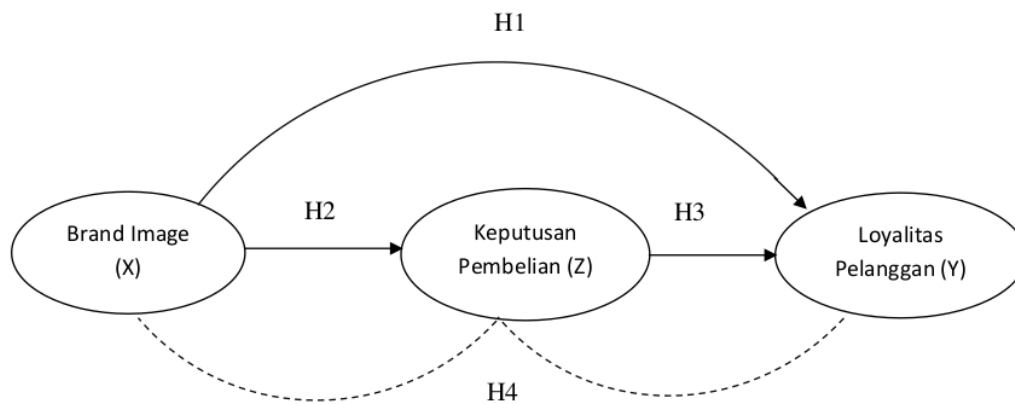 H1
H2
H3
Brand Image
(X)
Keputusan
Pembelian (Z)
Loyalitas
Pelanggan (Y)
H4